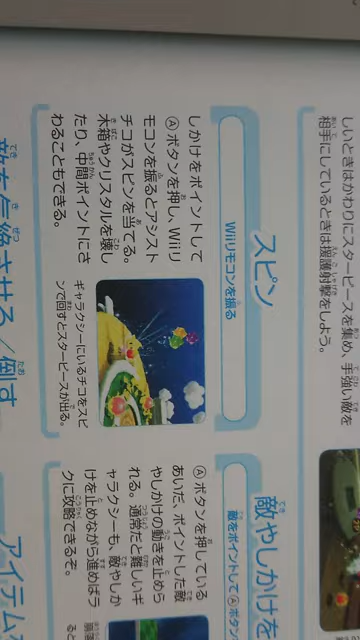 しいときはかわりにスターピースを集め、手強い敵を
相手にしているときは援護射撃をしよう。
スピン
Wiiリモコンを振る
しかけをポイントして
Ⓐボタンを押し、Wiiリ
モコンを振るとアシスト
チコがスピンを当てる。
木箱やクリスタルを壊し
たり、中間ポイントにさ
わることもできる。
ギャラクシーにいるチコをスピ
ンで回すとスターピースが出る。
敵やしかけを
敵をポイントしてⒶボタ
Ⓐボタンを押している
あいだ、ポイントした敵
やしかけの動きを止めら
れる。通常だと難しいギ
ャラクシーも、敵やしか
けを止めながら進めばラ
クに攻略できるぞ。
敵を気絶させる／倒す
アイテム